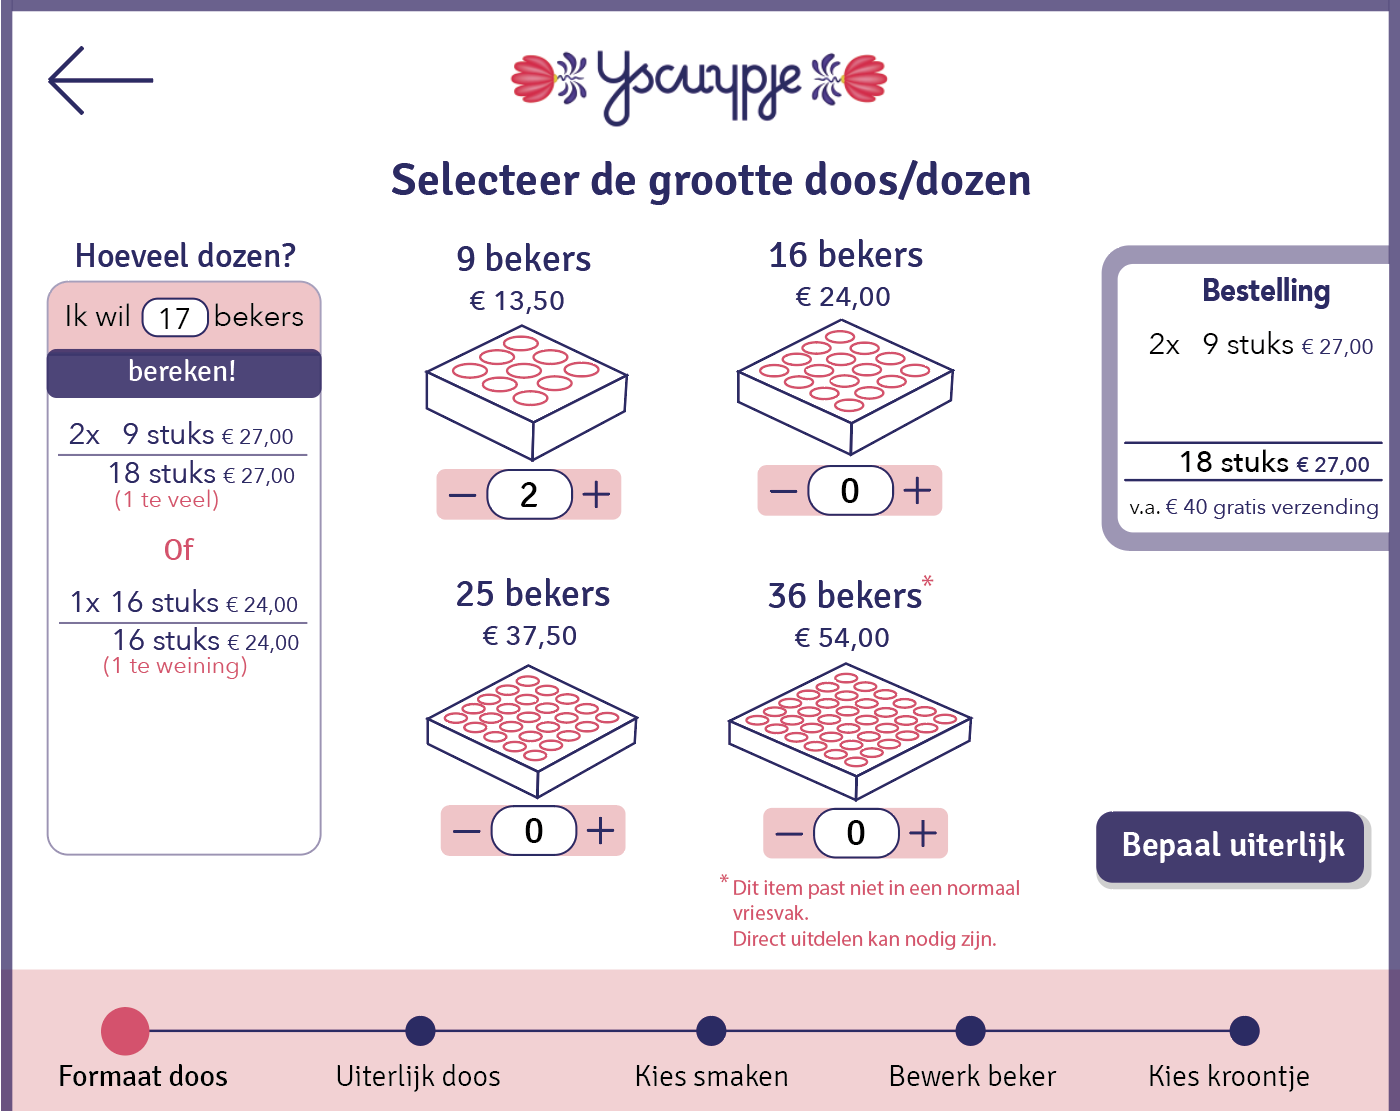 Yscuypje
Selecteer de grootte doos/dozen
Hoeveel dozen?
Ik wil 17 bekers
bereken!
2x 9 stuks € 27,00
18 stuks € 27,00
(1 te veel)
Of
1x 16 stuks € 24,00
16 stuks € 24,00
(1 te weining)
9 bekers
€ 13,50
− 2 +
16 bekers
€ 24,00
− 0 +
25 bekers
€ 37,50
− 0 +
36 bekers*
€ 54,00
− 0 +
* Dit item past niet in een normaal
vriesvak.
Direct uitdelen kan nodig zijn.
Bestelling
2x 9 stuks € 27,00
18 stuks € 27,00
v.a. € 40 gratis verzending
Bepaal uiterlijk
Formaat doos
Uiterlijk doos
Kies smaken
Bewerk beker
Kies kroontje